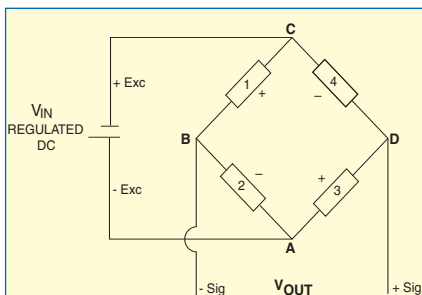 C
+ Exc
1
+
4
–
VIN
REGULATED
DC
B
D
- Exc
2
–
+
3
A
- Sig
VOUT
+ Sig